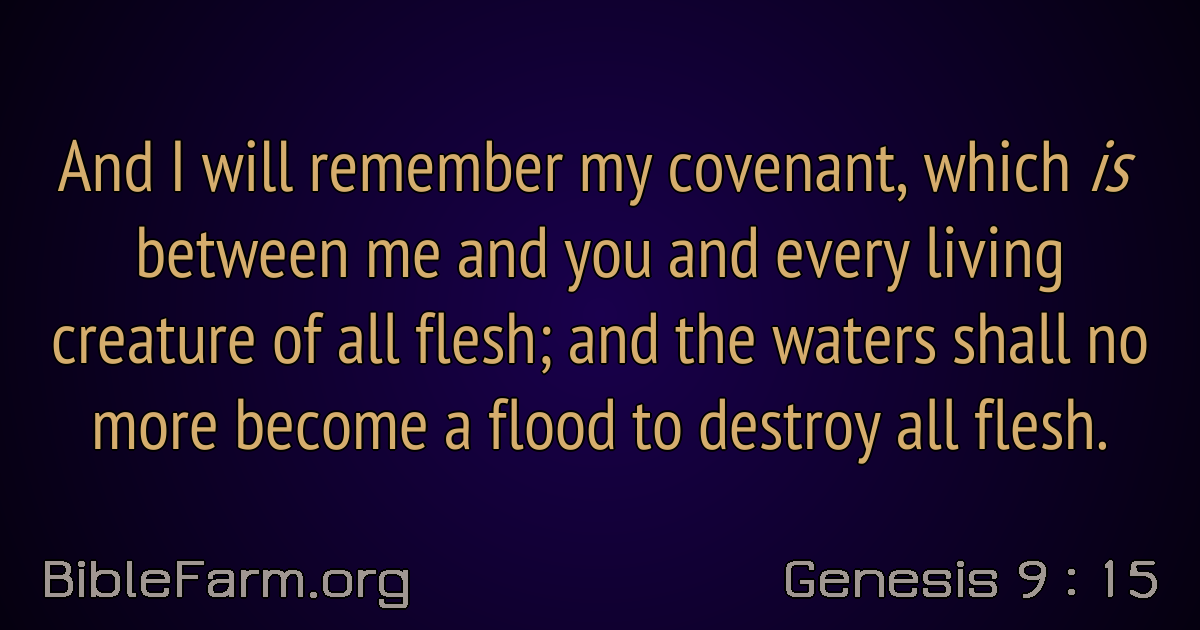 And I will remember my covenant, which is
between me and you and every living
creature of all flesh; and the waters shall no
more become a flood to destroy all flesh.
BibleFarm.org
Genesis 9 : 15